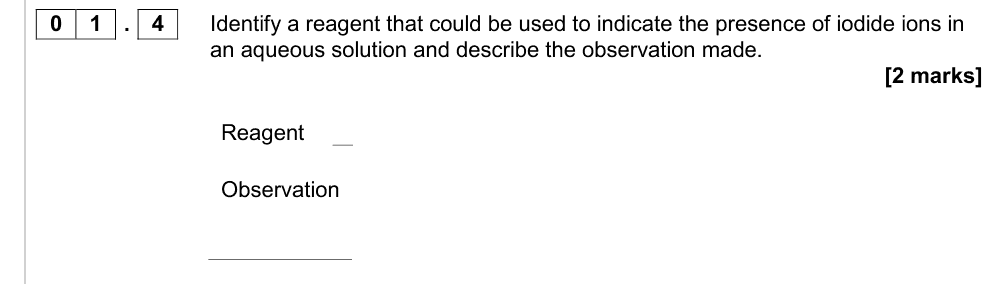 0 1 . 4 Identify a reagent that could be used to indicate the presence of iodide ions in
an aqueous solution and describe the observation made.
[2 marks]
Reagent __
Observation